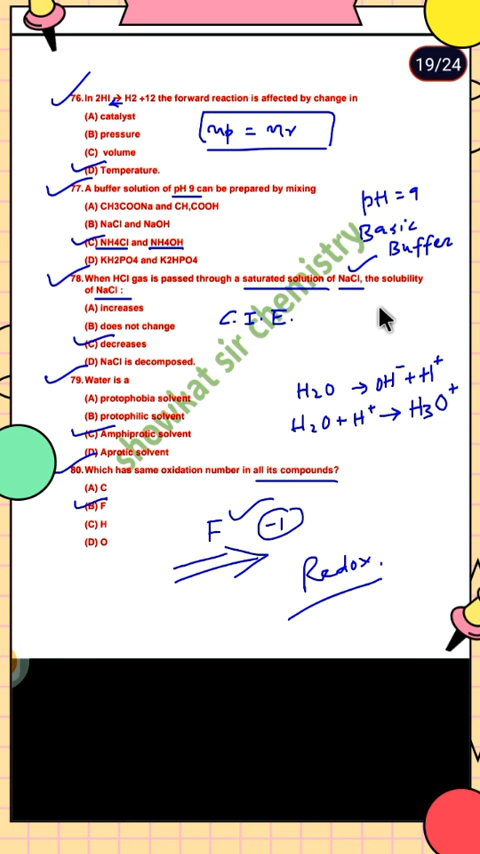 19/24
76.In 2HI ⇄ H2 +12 the forward reaction is affected by change in
(A) catalyst
(B) pressure
np = nr
(C) volume
(D) Temperature.
77.A buffer solution of pH 9 can be prepared by mixing
(A) CH3COONa and CH,COOH
(B) NaCl and NaOH
(C) NH4Cl and NH4OH
(D) KH2PO4 and K2HPO4
pH = 9
Basic
Buffer
78.When HCl gas is passed through a saturated solution of NaCl, the solubility
of NaCl :
(A) increases
(B) does not change
(C) decreases
(D) NaCl is decomposed.
C.I.E.
79.Water is a
(A) protophobia solvent
(B) protophilic solvent
(C) Amphiprotic solvent
(D) Aprotic solvent
H2O → OH⁻ + H⁺
H2O + H⁺ → H3O⁺
80.Which has same oxidation number in all its compounds?
(A) C
(B) F
(C) H
(D) O
F -1
Redox.
showkat sir chemistry